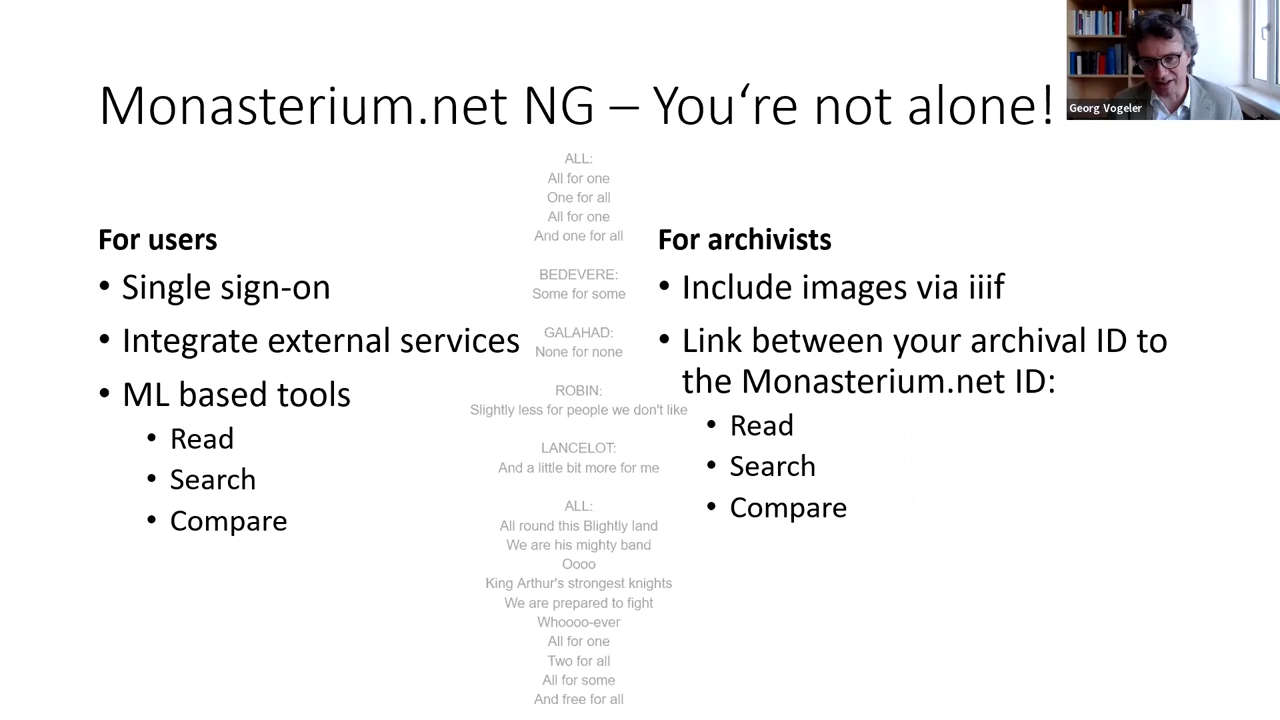 Monasterium.net NG – You‘re not alone!
Georg Vogeler
For users
• Single sign-on
• Integrate external services
• ML based tools
• Read
• Search
• Compare
ALL:
All for one
One for all
All for one
And one for all
BEDEVERE:
Some for some
GALAHAD:
None for none
ROBIN:
Slightly less for people we don't like
LANCELOT:
And a little bit more for me
ALL:
All round this Blightly land
We are his mighty band
Oooo
King Arthur's strongest knights
We are prepared to fight
Whoooo-ever
All for one
Two for all
All for some
And free for all
For archivists
• Include images via iiif
• Link between your archival ID to
the Monasterium.net ID:
• Read
• Search
• Compare